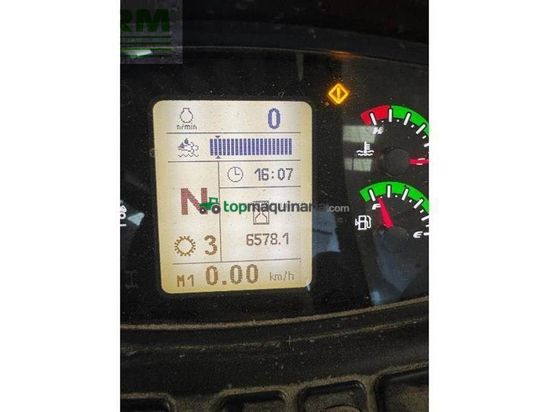 RM
0
n/min
16:07
N
topmaquinaria.com
6578.1
3
M1 0.00 km/h
H
F
E